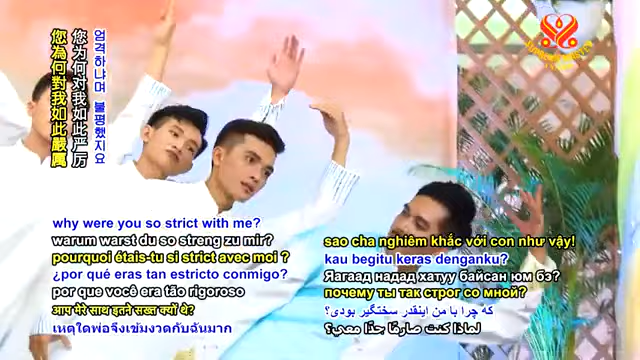 您為何對我如此嚴厲
您为何对我如此严厉
엄격하냐며 불평했지요
why were you so strict with me?
warum warst du so streng zu mir?
pourquoi étais-tu si strict avec moi ?
¿por qué eras tan estricto conmigo?
por que você era tão rigoroso
आप मेरे साथ इतने सख्त क्यों थे?
เหตุใดพ่อจึงเข้มงวดกับฉันมาก
sao cha nghiêm khắc với con như vậy!
kau begitu keras denganku?
Яагаад надад хатуу байсан юм бэ?
почему ты так строг со мной?
که چرا با من اینقدر سختگیر بودی؟
لماذا كنت صارمًا جدًا معي؟